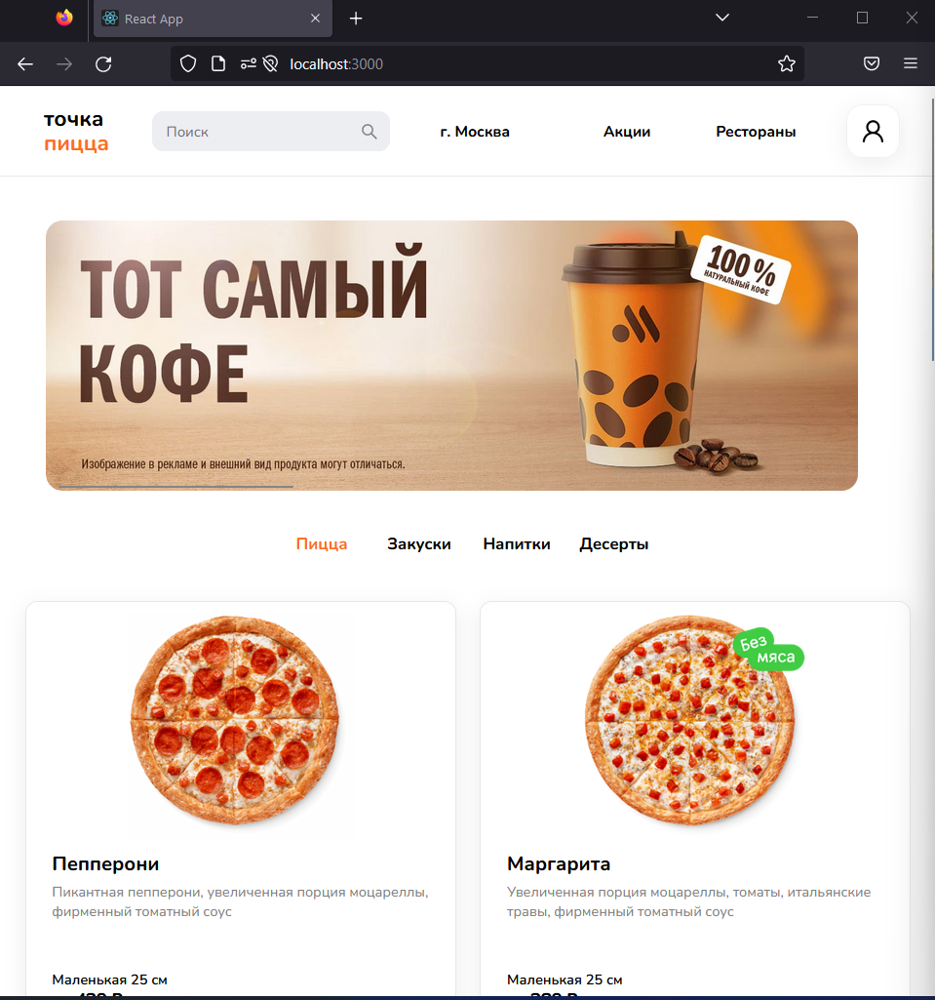 React App
localhost:3000
точка
пицца
Поиск
г. Москва
Акции
Рестораны
ТОТ САМЫЙ
КОФЕ
100%
НАТУРАЛЬНЫЙ КОФЕ
Изображение в рекламе и внешний вид продукта могут отличаться.
Пицца
Закуски
Напитки
Десерты
Без
мяса
Пепперони
Пикантная пепперони, увеличенная порция моцареллы,
фирменный томатный соус
Маленькая 25 см
Маргарита
Увеличенная порция моцареллы, томаты, итальянские
травы, фирменный томатный соус
Маленькая 25 см